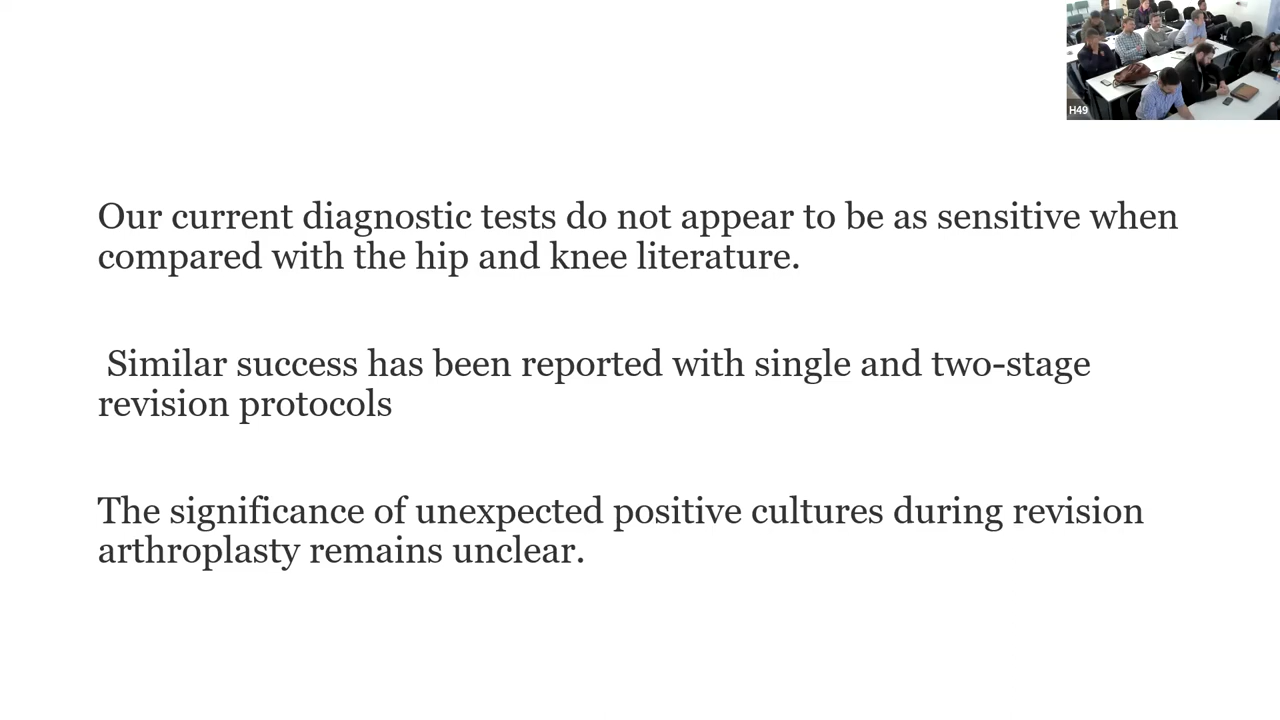 H49
Our current diagnostic tests do not appear to be as sensitive when
compared with the hip and knee literature.
Similar success has been reported with single and two-stage
revision protocols
The significance of unexpected positive cultures during revision
arthroplasty remains unclear.